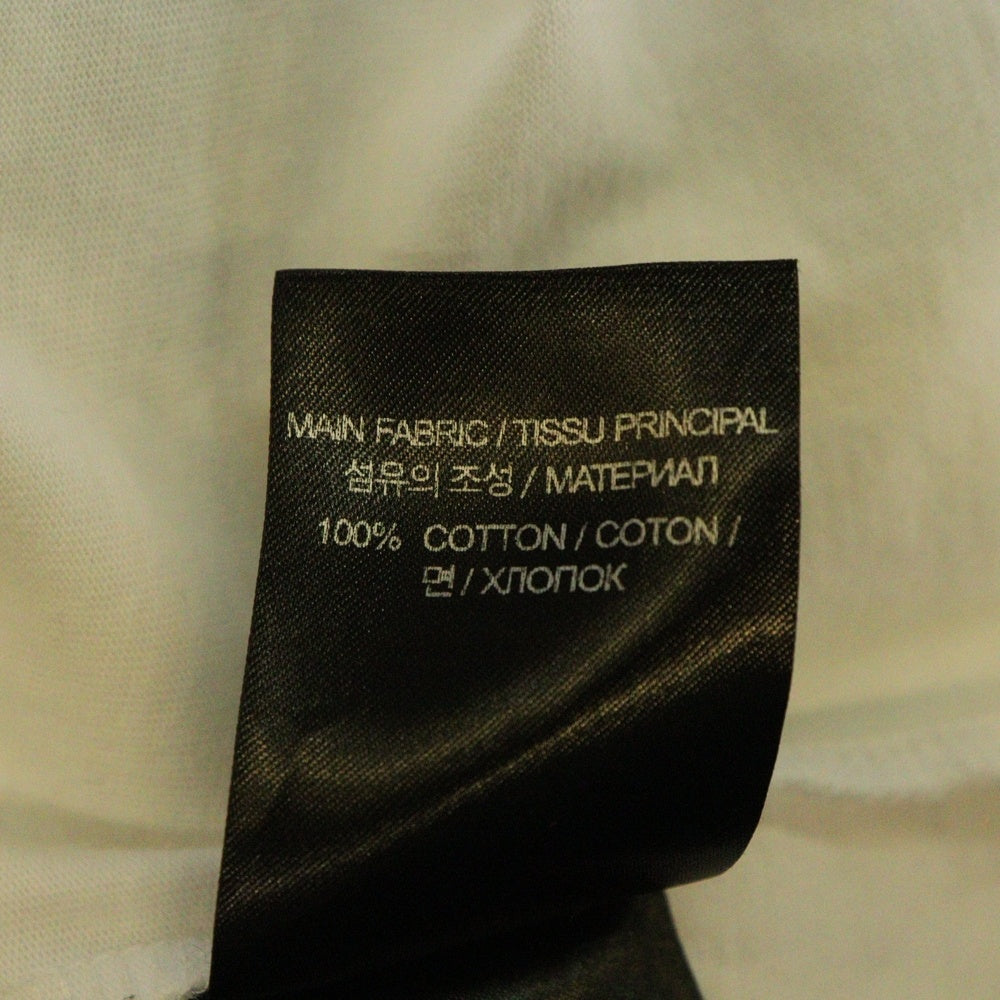 MAIN FABRIC / TISSU PRINCIPAL
섬유의 조성 / МАТЕРИАЛ
100% COTTON / COTON /
면 / ХЛОПОК